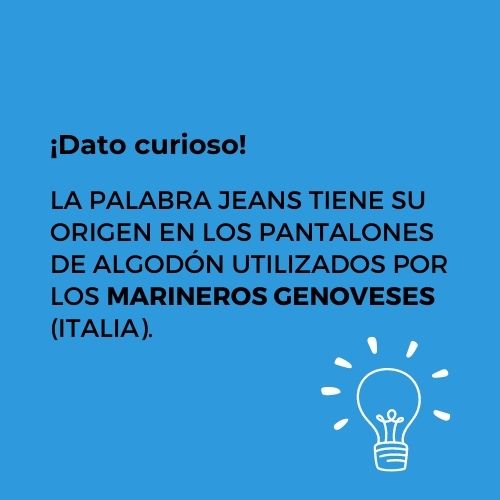 ¡Dato curioso!
LA PALABRA JEANS TIENE SU
ORIGEN EN LOS PANTALONES
DE ALGODÓN UTILIZADOS POR
LOS MARINEROS GENOVESES
(ITALIA).